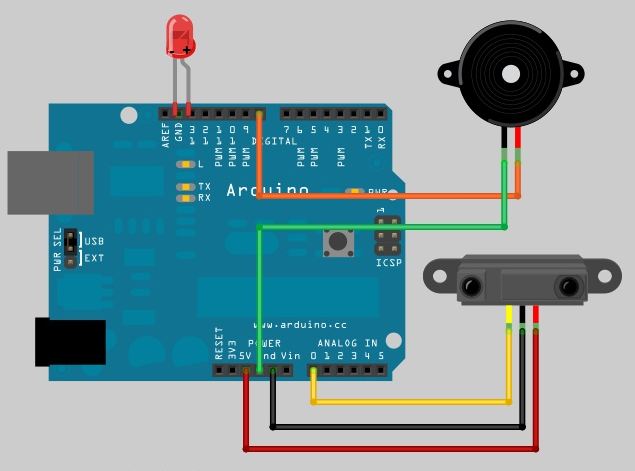 AREF
GND
13
12
11
10
9
8
7
6
5
4
3
2
TX 1
RX 0
PWM
PWM
PWM
PWM
PWM
PWM
DIGITAL
L
TX
RX
Arduino
PWR
1
ICSP
PWR SEL
USB
EXT
www.arduino.cc
RESET
3V3
POWER
5V Gnd Vin
ANALOG IN
0 1 2 3 4 5
- +